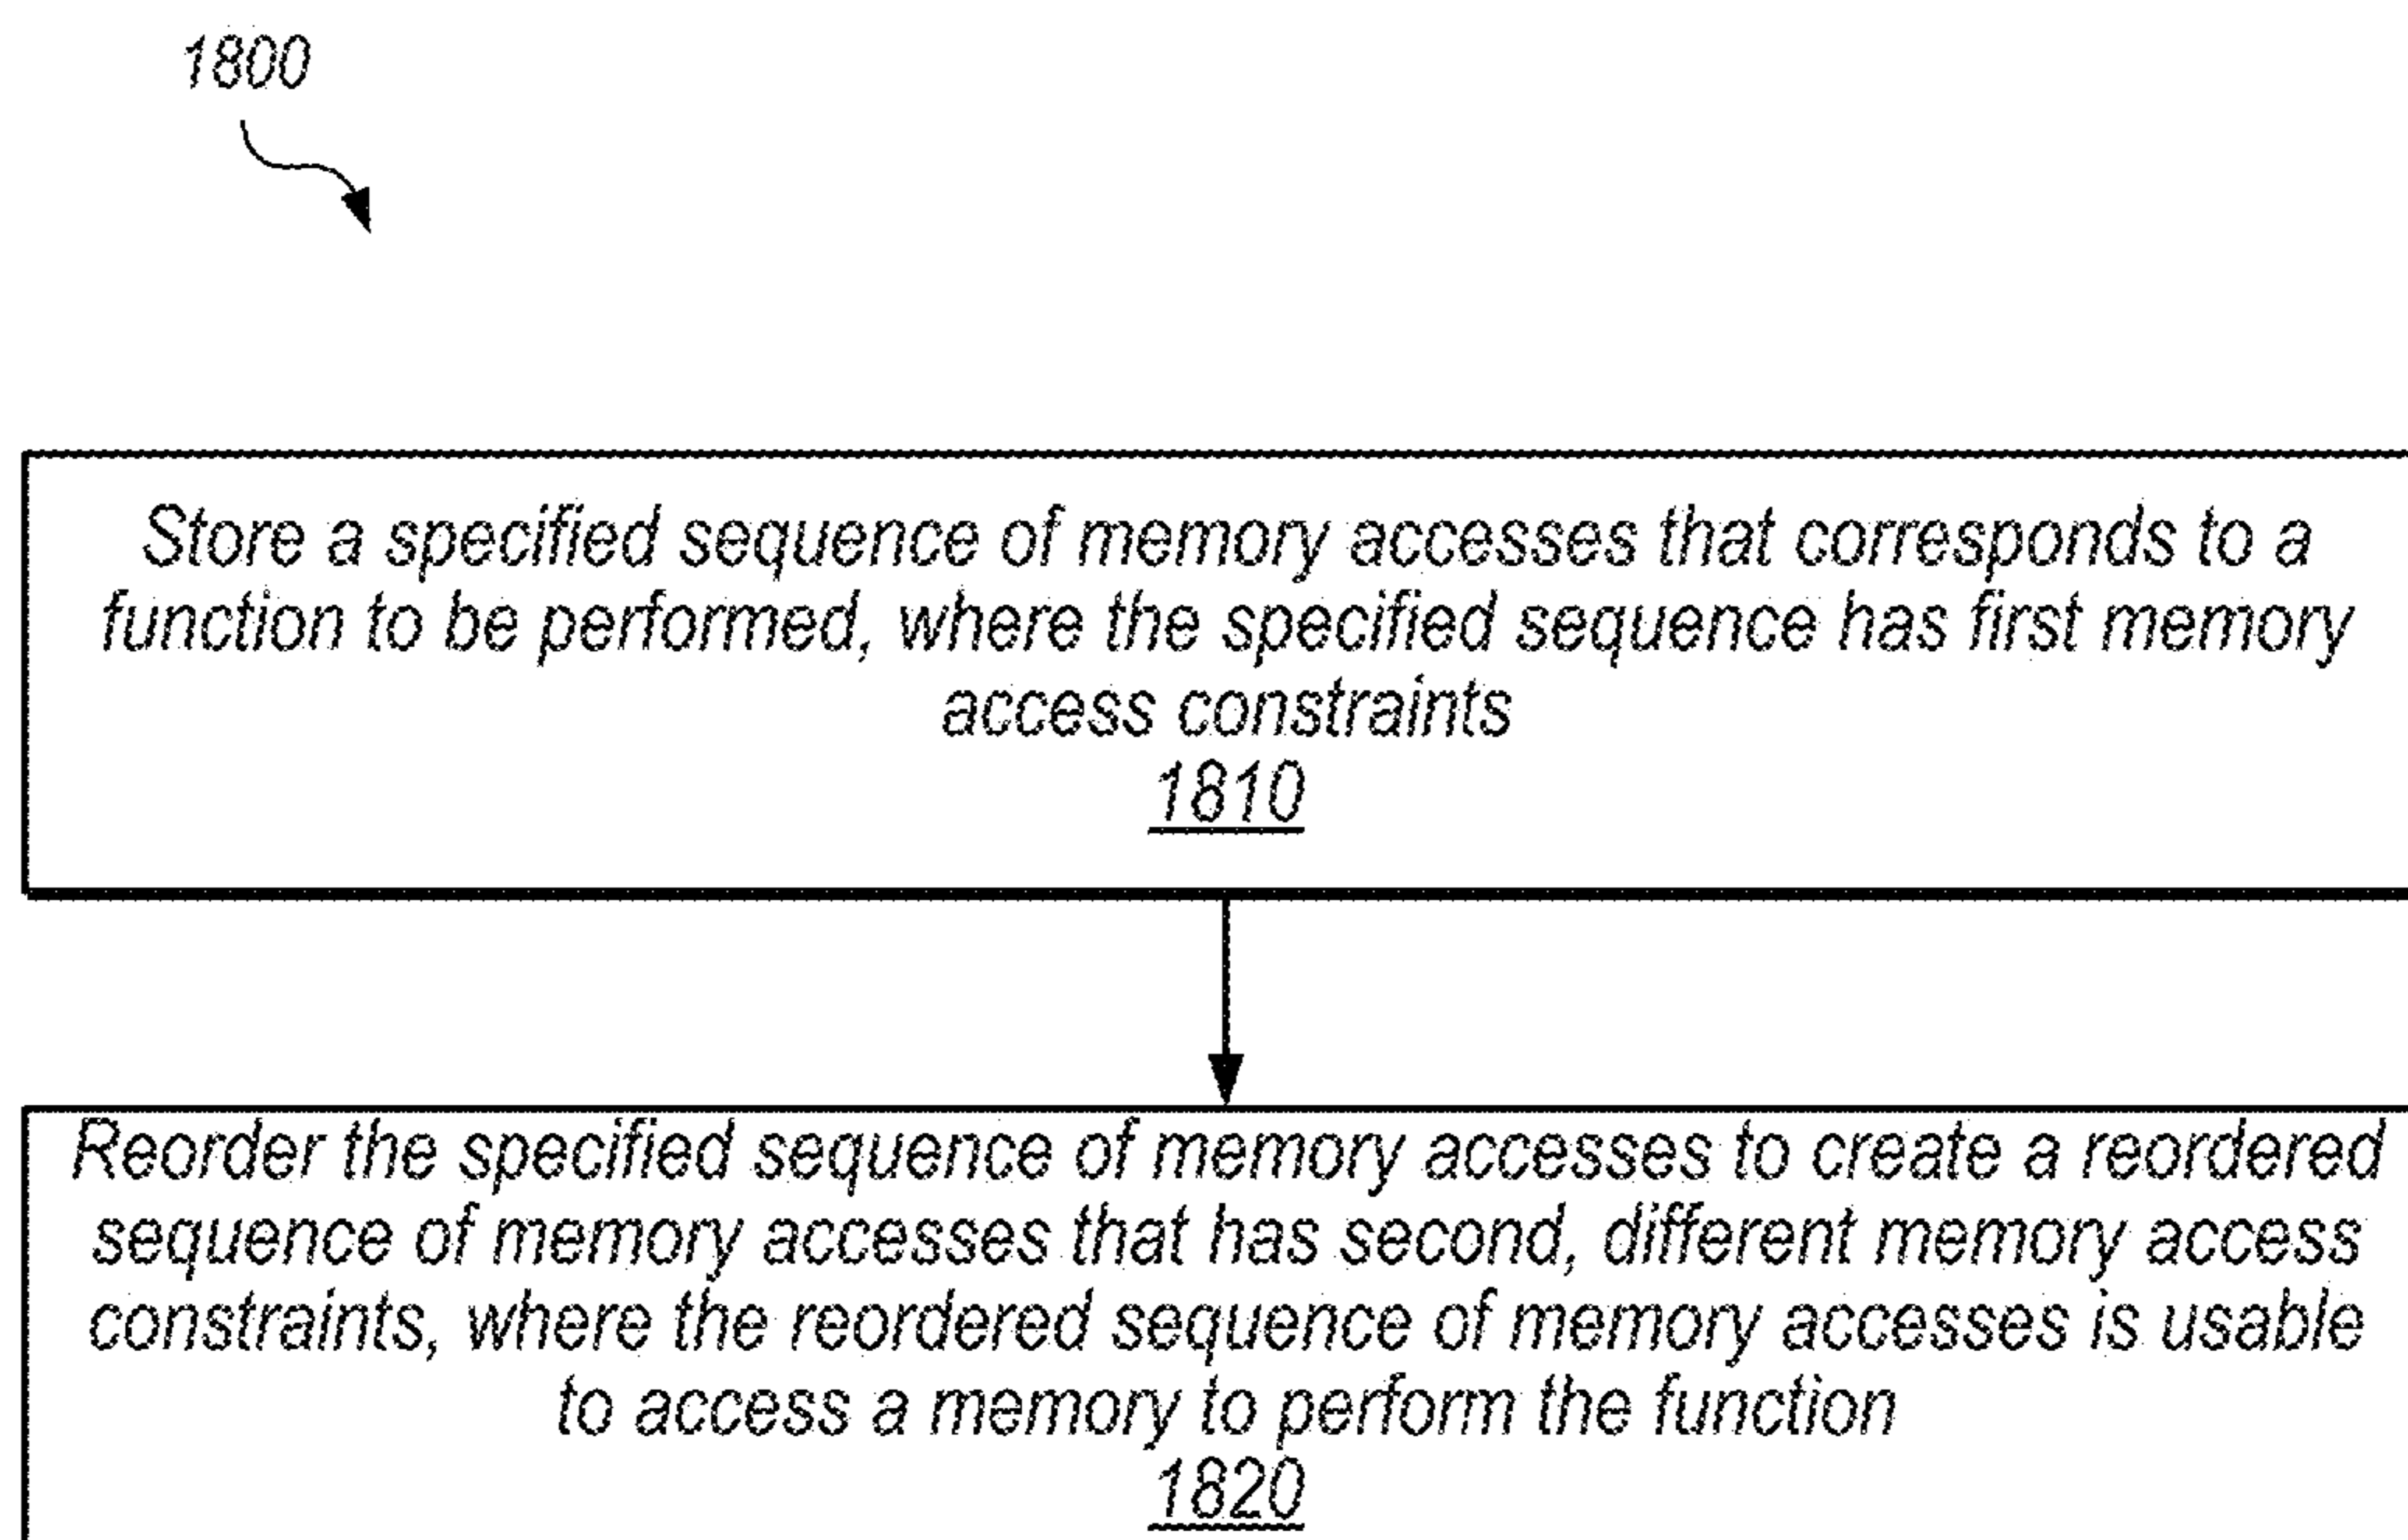 1800
Store a specified sequence of memory accesses that corresponds to a
function to be performed, where the specified sequence has first memory
access constraints
1810
Reorder the specified sequence of memory accesses to create a reordered
sequence of memory accesses that has second, different memory access
constraints, where the reordered sequence of memory accesses is usable
to access a memory to perform the function
1820